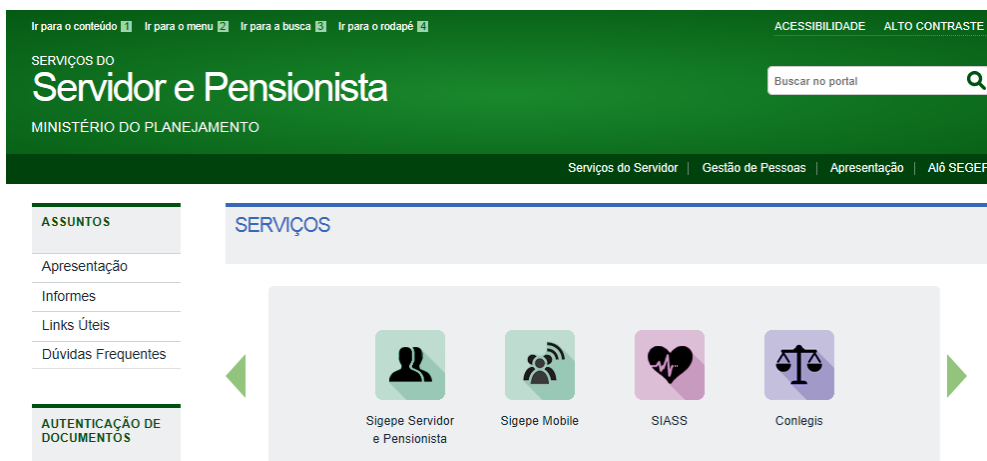 Ir para o conteúdo 1 Ir para o menu 2 Ir para a busca 3 Ir para o rodapé 4
ACESSIBILIDADE ALTO CONTRASTE
SERVIÇOS DO
Servidor e Pensionista
MINISTÉRIO DO PLANEJAMENTO
Buscar no portal
Serviços do Servidor | Gestão de Pessoas | Apresentação | Alô SEGEP
ASSUNTOS
Apresentação
Informes
Links Úteis
Dúvidas Frequentes
AUTENTICAÇÃO DE
DOCUMENTOS
SERVIÇOS
Sigepe Servidor
e Pensionista
Sigepe Mobile
SIASS
Conlegis